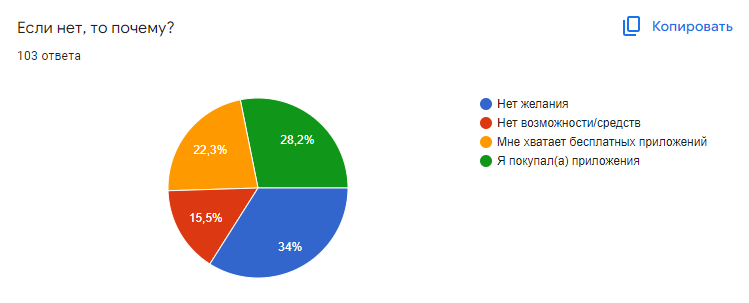 Если нет, то почему?
Копировать
103 ответа
Нет желания
Нет возможности/средств
Мне хватает бесплатных приложений
Я покупал(а) приложения
28,2%
22,3%
15,5%
34%